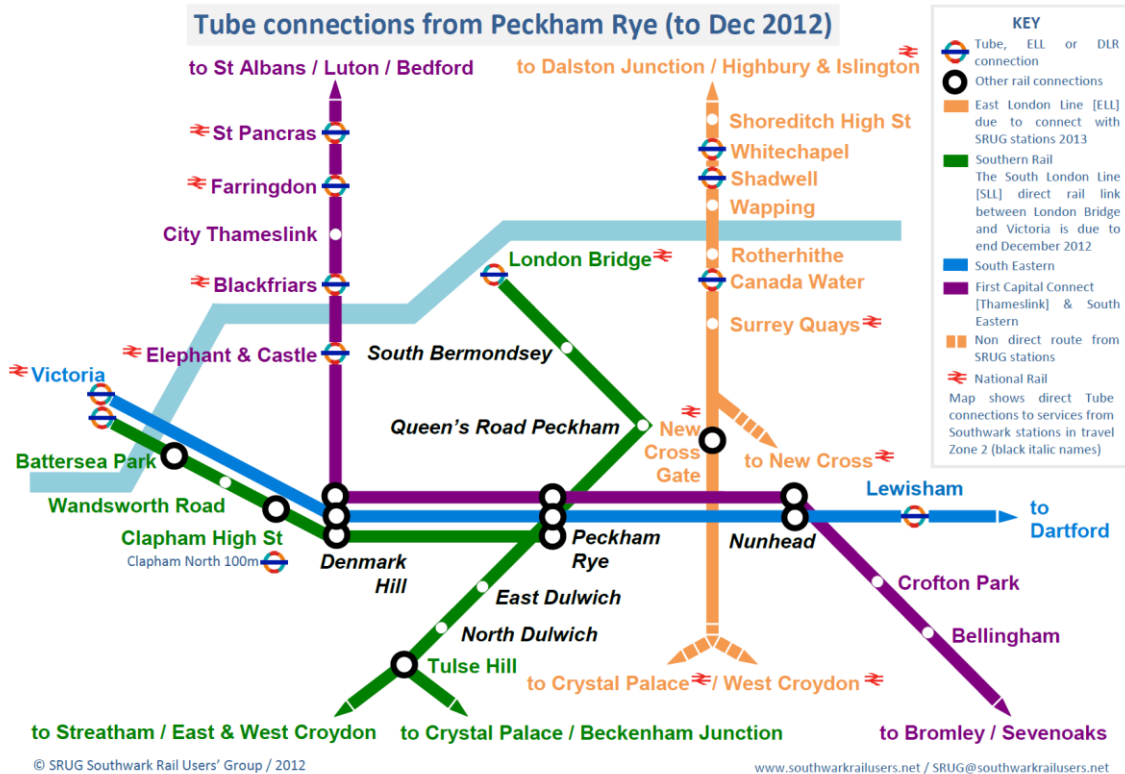 Tube connections from Peckham Rye (to Dec 2012)
to St Albans / Luton / Bedford
to Dalston Junction / Highbury & Islington
St Pancras
Farringdon
City Thameslink
Blackfriars
Elephant & Castle
Shoreditch High St
Whitechapel
Shadwell
Wapping
Rotherhithe
Canada Water
Surrey Quays
London Bridge
South Bermondsey
Queen's Road Peckham
New
Cross
Gate
to New Cross
Victoria
Battersea Park
Wandsworth Road
Clapham High St
Clapham North 100m
Denmark
Hill
Peckham
Rye
Nunhead
Lewisham
to
Dartford
East Dulwich
North Dulwich
Tulse Hill
Crofton Park
Bellingham
to Crystal Palace / West Croydon
to Streatham / East & West Croydon
to Crystal Palace / Beckenham Junction
to Bromley / Sevenoaks
KEY
Tube, ELL or DLR
connection
Other rail connections
East London Line [ELL]
due to connect with
SRUG stations 2013
Southern Rail
The South London Line
[SLL] direct rail link
between London Bridge
and Victoria is due to
end December 2012
South Eastern
First Capital Connect
[Thameslink] & South
Eastern
Non direct route from
SRUG stations
National Rail
Map shows direct Tube
connections to services from
Southwark stations in travel
Zone 2 (black italic names)
© SRUG Southwark Rail Users' Group / 2012
www.southwarkrailusers.net / SRUG@southwarkrailusers.net